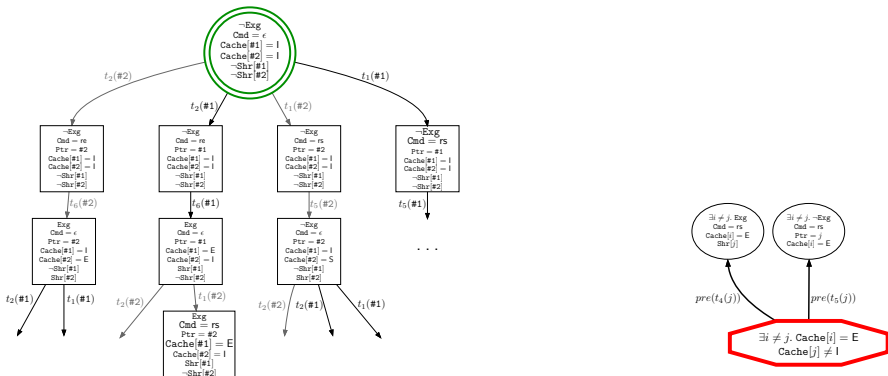 ¬Exg
Cmd = ϵ
Cache[#1] = I
Cache[#2] = I
¬Shr[#1]
¬Shr[#2]
t₂(#2)
t₂(#1)
t₁(#2)
t₁(#1)
¬Exg
Cmd = re
Ptr = #2
Cache[#1] = I
Cache[#2] = I
¬Shr[#1]
¬Shr[#2]
¬Exg
Cmd = re
Ptr = #1
Cache[#1] = I
Cache[#2] = I
¬Shr[#1]
¬Shr[#2]
¬Exg
Cmd = rs
Ptr = #2
Cache[#1] = I
Cache[#2] = I
¬Shr[#1]
¬Shr[#2]
¬Exg
Cmd = rs
Ptr = #1
Cache[#1] = I
Cache[#2] = I
¬Shr[#1]
¬Shr[#2]
t₆(#2)
t₆(#1)
t₅(#2)
t₅(#1)
Exg
Cmd = ϵ
Ptr = #2
Cache[#1] = I
Cache[#2] = E
¬Shr[#1]
Shr[#2]
Exg
Cmd = ϵ
Ptr = #1
Cache[#1] = E
Cache[#2] = I
Shr[#1]
¬Shr[#2]
¬Exg
Cmd = ϵ
Ptr = #2
Cache[#1] = I
Cache[#2] = S
¬Shr[#1]
Shr[#2]
. . .
t₂(#1)
t₁(#1)
t₂(#2)
t₁(#2)
t₂(#2)
t₂(#1)
t₁(#1)
Exg
Cmd = rs
Ptr = #2
Cache[#1] = E
Cache[#2] = I
Shr[#1]
¬Shr[#2]
∃i ≠ j. Exg
Cmd = rs
Cache[i] = E
Shr[j]
∃i ≠ j. ¬Exg
Cmd = rs
Ptr = j
Cache[i] = E
pre(t₄(j))
pre(t₅(j))
∃i ≠ j. Cache[i] = E
Cache[j] ≠ I